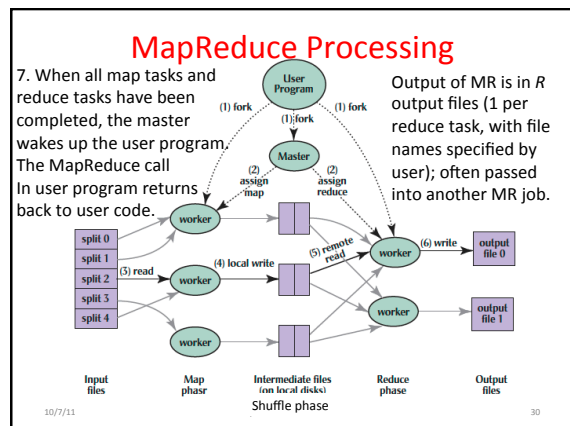 MapReduce Processing
7. When all map tasks and
reduce tasks have been
completed, the master
wakes up the user program.
The MapReduce call
In user program returns
back to user code.
User
Program
Output of MR is in R
output files (1 per
reduce task, with file
names specified by
user); often passed
into another MR job.
(1) fork
(1) fork
(1) fork
Master
(2)
assign
map
(2)
assign
reduce
worker
split 0
split 1
split 2
split 3
split 4
(3) read
worker
(4) local write
(5) remote
read
worker
(6) write
output
file 0
worker
output
file 1
worker
Input
files
Map
phasr
Intermediate files
(on local disks)
Reduce
phase
Output
files
Shuffle phase
10/7/11
30